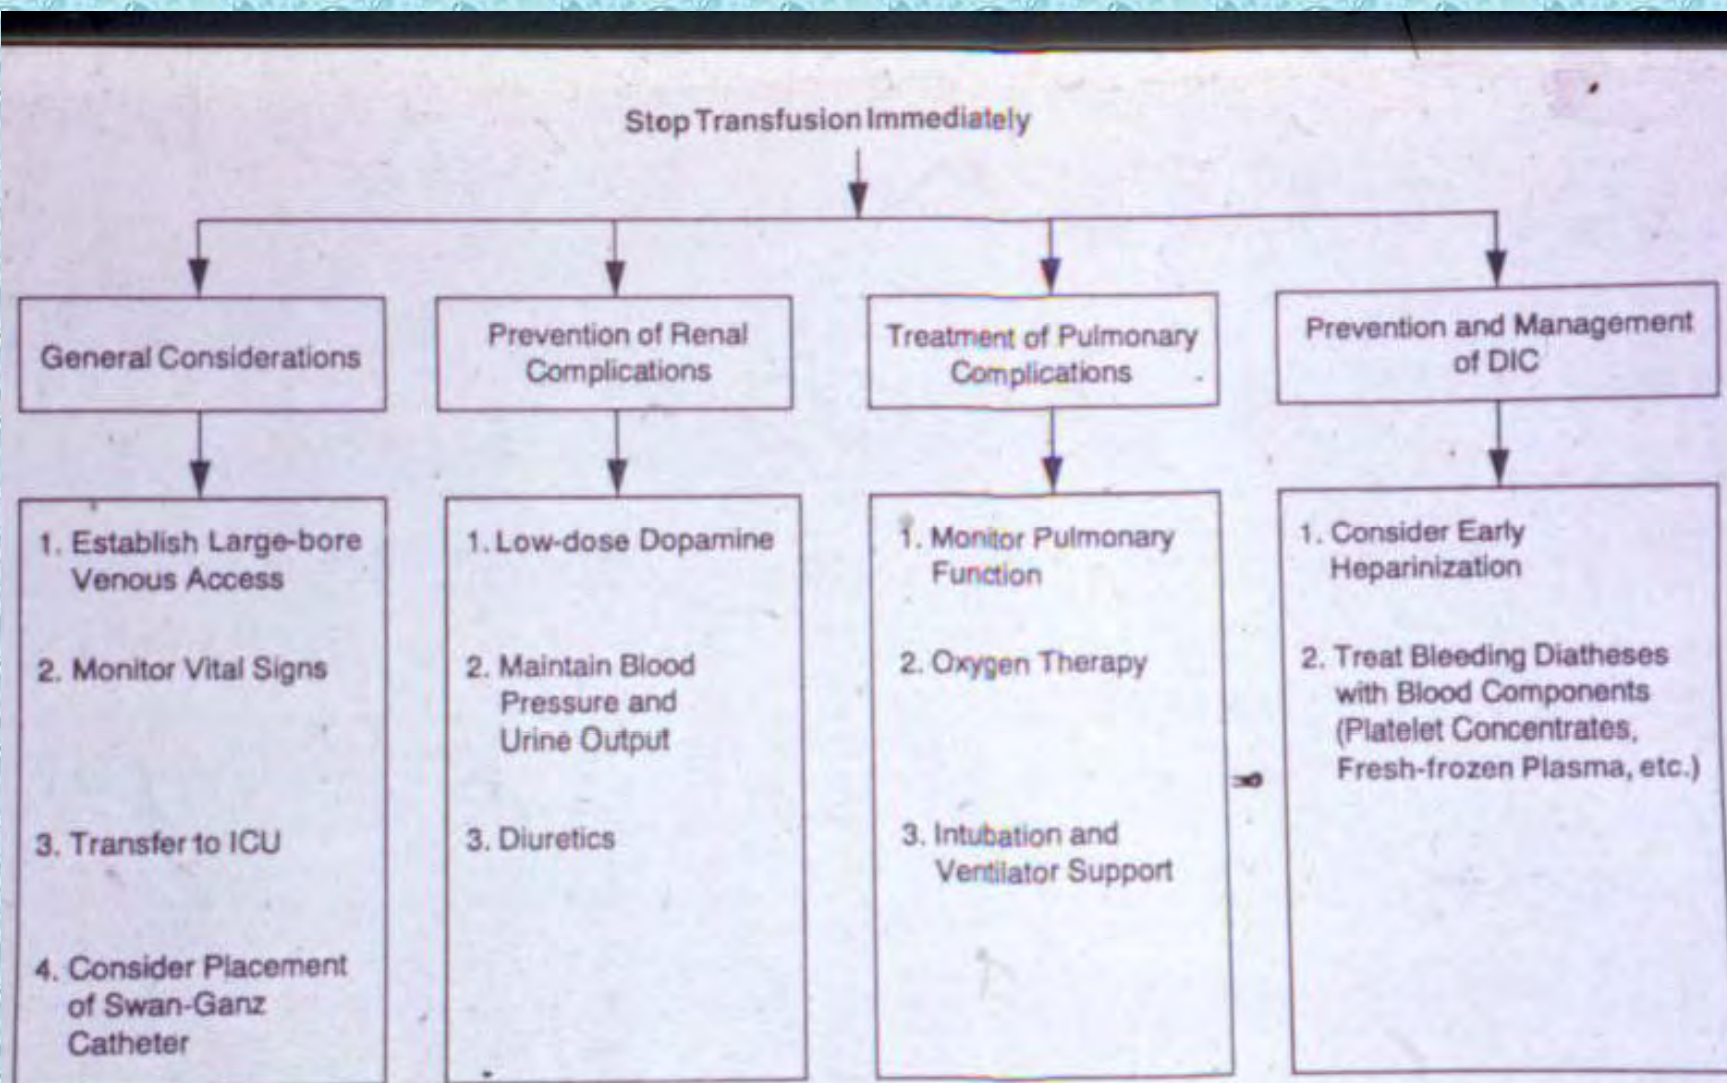 Stop Transfusion Immediately
General Considerations
Prevention of Renal
Complications
Treatment of Pulmonary
Complications
Prevention and Management
of DIC
1. Establish Large-bore
Venous Access
2. Monitor Vital Signs
3. Transfer to ICU
4. Consider Placement
of Swan-Ganz
Catheter
1. Low-dose Dopamine
2. Maintain Blood
Pressure and
Urine Output
3. Diuretics
1. Monitor Pulmonary
Function
2. Oxygen Therapy
3. Intubation and
Ventilator Support
1. Consider Early
Heparinization
2. Treat Bleeding Diatheses
with Blood Components
(Platelet Concentrates,
Fresh-frozen Plasma, etc.)